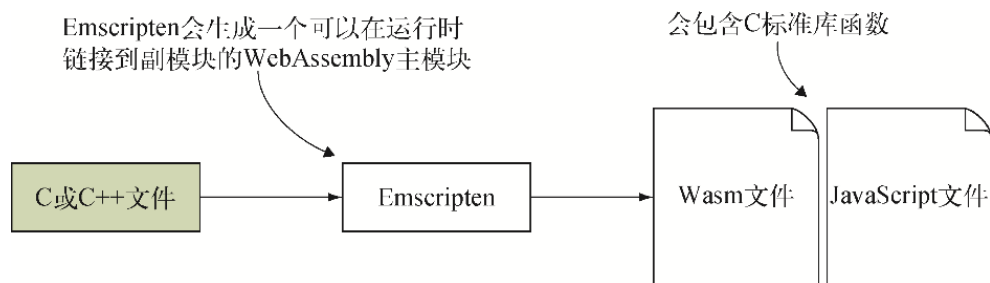 Emscripten会生成一个可以在运行时
链接到副模块的WebAssembly主模块
会包含C标准库函数
C或C++文件
Emscripten
Wasm文件
JavaScript文件